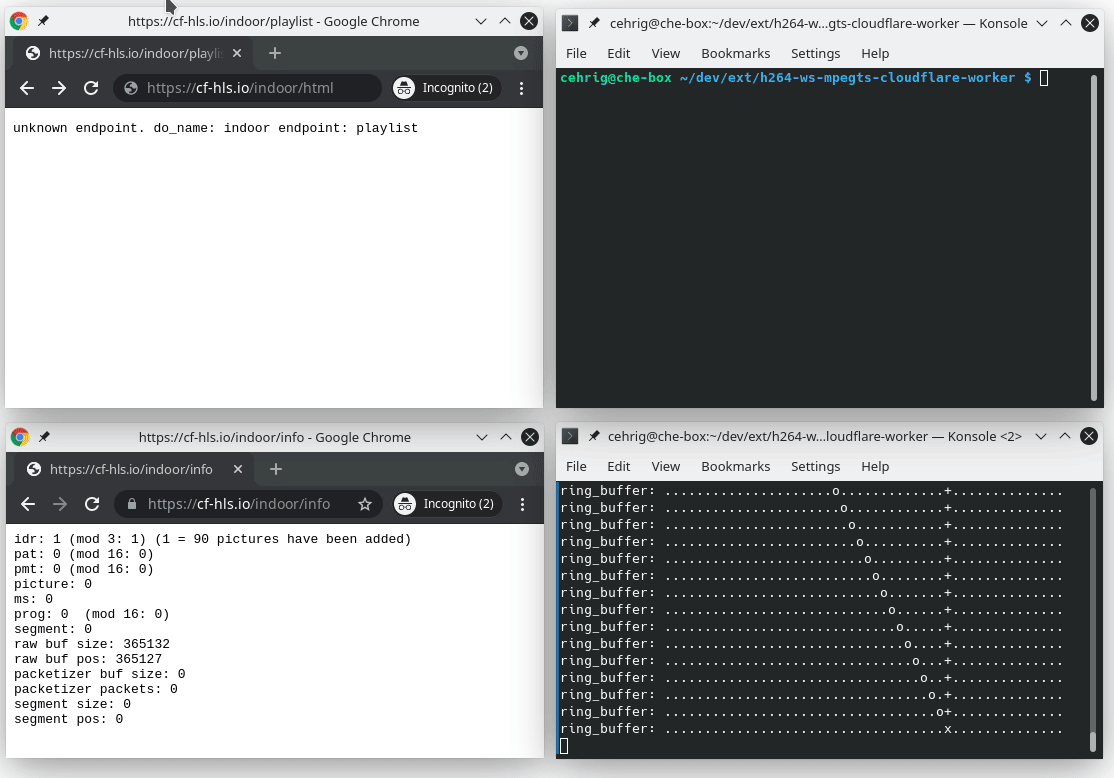 https://cf-hls.io/indoor/playlist - Google Chrome
https://cf-hls.io/indoor/playli
https://cf-hls.io/indoor/html
Incognito (2)
unknown endpoint. do_name: indoor endpoint: playlist
cehrig@che-box:~/dev/ext/h264-w...gts-cloudflare-worker — Konsole
File Edit View Bookmarks Settings Help
cehrig@che-box ~/dev/ext/h264-ws-mpegts-cloudflare-worker $
https://cf-hls.io/indoor/info - Google Chrome
https://cf-hls.io/indoor/info
https://cf-hls.io/indoor/info
Incognito (2)
idr: 1 (mod 3: 1) (1 = 90 pictures have been added)
pat: 0 (mod 16: 0)
pmt: 0 (mod 16: 0)
picture: 0
ms: 0
prog: 0  (mod 16: 0)
segment: 0
raw buf size: 365132
raw buf pos: 365127
packetizer buf size: 0
packetizer packets: 0
segment size: 0
segment pos: 0
cehrig@che-box:~/dev/ext/h264-w...loudflare-worker — Konsole <2>
File Edit View Bookmarks Settings Help
ring_buffer: .....................o.............+..............
ring_buffer: ......................o............+..............
ring_buffer: .......................o...........+..............
ring_buffer: ........................o..........+..............
ring_buffer: .........................o.........+..............
ring_buffer: ..........................o........+..............
ring_buffer: ...........................o.......+..............
ring_buffer: ............................o......+..............
ring_buffer: .............................o.....+..............
ring_buffer: ..............................o....+..............
ring_buffer: ...............................o...+..............
ring_buffer: ................................o..+..............
ring_buffer: .................................o.+..............
ring_buffer: ..................................o+..............
ring_buffer: ...................................x..............